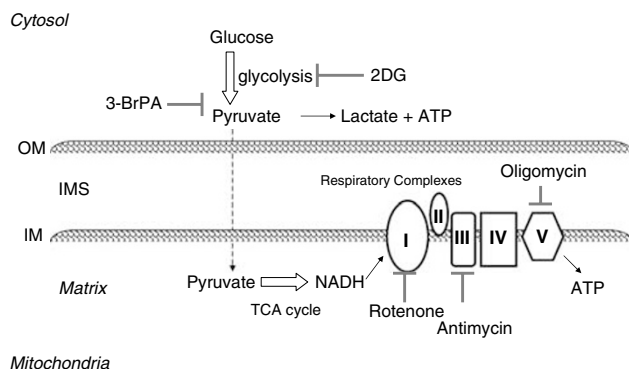 Cytosol
Glucose
glycolysis
2DG
3-BrPA
Pyruvate
Lactate + ATP
OM
IMS
Respiratory Complexes
Oligomycin
IM
I
II
III
IV
V
Matrix
Pyruvate
NADH
TCA cycle
Rotenone
Antimycin
ATP
Mitochondria